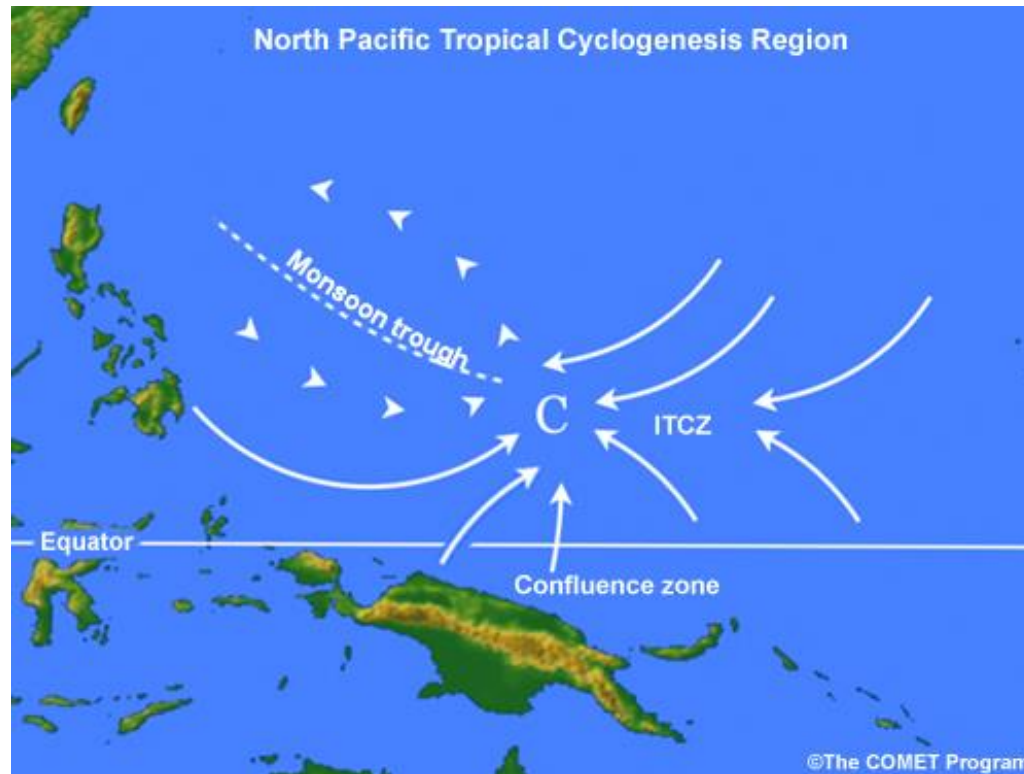 North Pacific Tropical Cyclogenesis Region
Monsoon trough
C
ITCZ
Equator
Confluence zone
©The COMET Program